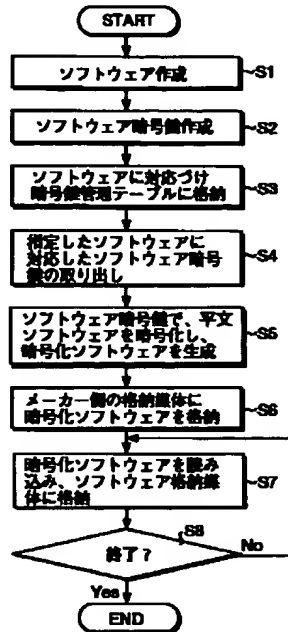 START
ソフトウェア作成
S1
ソフトウェア暗号鍵作成
S2
ソフトウェアに対応づけ
暗号鍵管理テーブルに格納
S3
指定したソフトウェアに
対応したソフトウェア暗号
鍵の取り出し
S4
ソフトウェア暗号鍵で、平文
ソフトウェアを暗号化し、
暗号化ソフトウェアを生成
S5
メーカー側の格納媒体に
暗号化ソフトウェアを格納
S6
暗号化ソフトウェアを読み
込み、ソフトウェア格納媒
体に格納
S7
S8
終了？
No
Yes
END